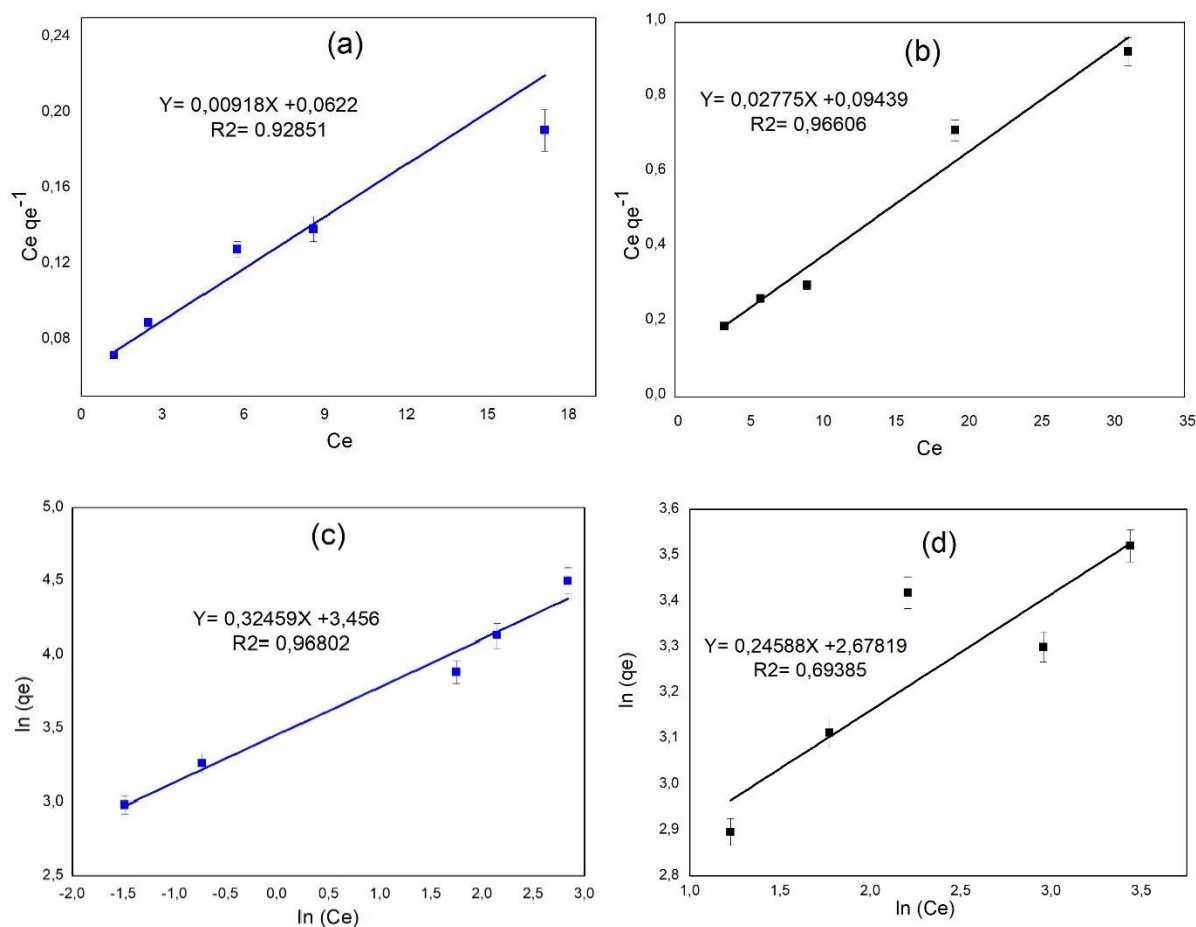 (a)
Y= 0,00918X +0,0622
R2= 0.92851
0,24
0,20
0,16
0,12
0,08
Ce qe⁻¹
0 3 6 9 12 15 18
Ce
(b)
Y= 0,02775X +0,09439
R2= 0,96606
1,0
0,8
0,6
0,4
0,2
0,0
Ce qe⁻¹
0 5 10 15 20 25 30 35
Ce
(c)
Y= 0,32459X +3,456
R2= 0,96802
5,0
4,5
4,0
3,5
3,0
2,5
ln (qe)
-2,0 -1,5 -1,0 -0,5 0,0 0,5 1,0 1,5 2,0 2,5 3,0
ln (Ce)
(d)
Y= 0,24588X +2,67819
R2= 0,69385
3,6
3,5
3,4
3,3
3,2
3,1
3,0
2,9
2,8
ln (qe)
1,0 1,5 2,0 2,5 3,0 3,5
ln (Ce)